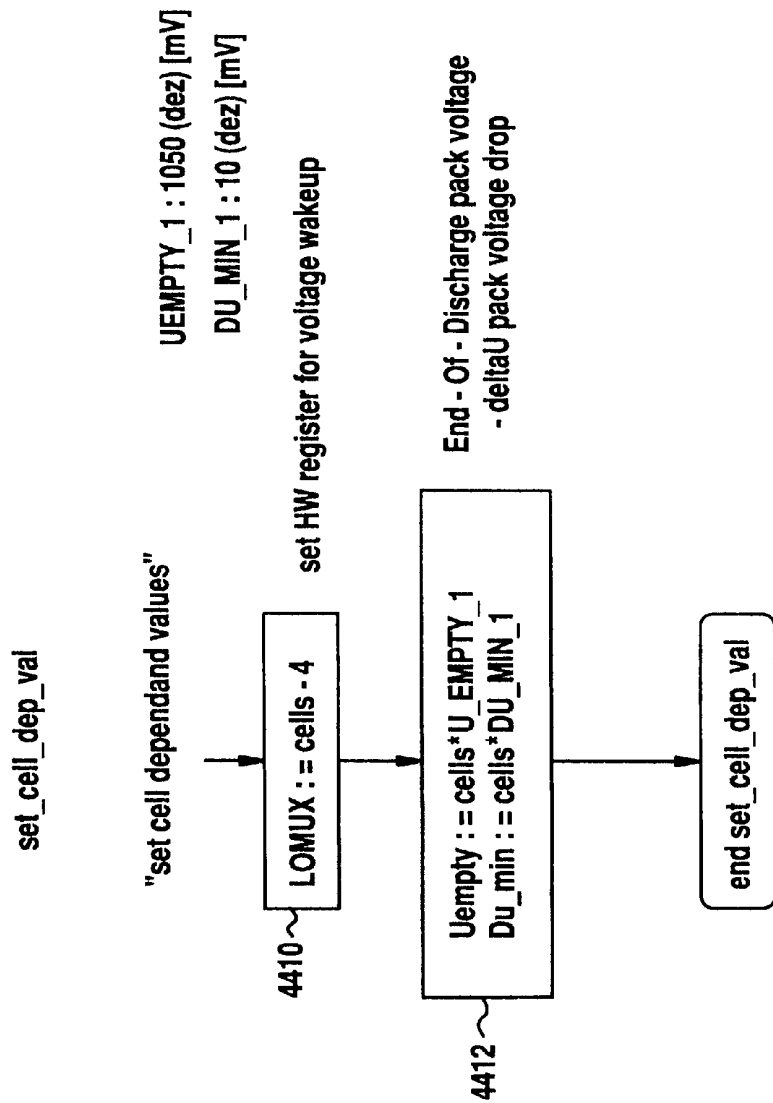 set_cell_dep_val
"set cell dependand values"
UEMPTY_1 : 1050 (dez) [mV]
DU_MIN_1 : 10 (dez) [mV]
4410
LOMUX : = cells - 4
set HW register for voltage wakeup
4412
Uempty : = cells*U_EMPTY_1
Du_min : = cells*DU_MIN_1
End - Of - Discharge pack voltage
- deltaU pack voltage drop
end set_cell_dep_val